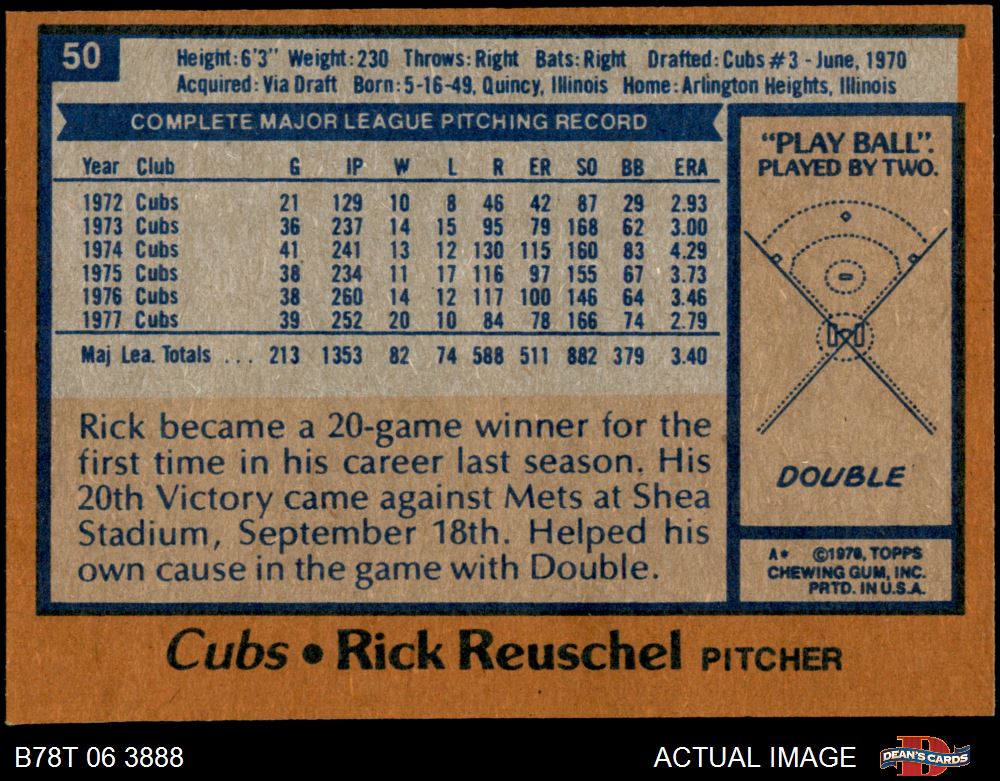 50
Height: 6'3" Weight: 230 Throws: Right Bats: Right Drafted: Cubs #3 - June, 1970
Acquired: Via Draft Born: 5-16-49, Quincy, Illinois Home: Arlington Heights, Illinois
COMPLETE MAJOR LEAGUE PITCHING RECORD
Year Club G IP W L R ER SO BB ERA
1972 Cubs 21 129 10 8 46 42 87 29 2.93
1973 Cubs 36 237 14 15 95 79 168 62 3.00
1974 Cubs 41 241 13 12 130 115 160 83 4.29
1975 Cubs 38 234 11 17 116 97 155 67 3.73
1976 Cubs 38 260 14 12 117 100 146 64 3.46
1977 Cubs 39 252 20 10 84 78 166 74 2.79
Maj Lea. Totals ... 213 1353 82 74 588 511 882 379 3.40
Rick became a 20-game winner for the
first time in his career last season. His
20th Victory came against Mets at Shea
Stadium, September 18th. Helped his
own cause in the game with Double.
"PLAY BALL".
PLAYED BY TWO.
DOUBLE
A* ©1978, TOPPS
CHEWING GUM, INC.
PRTD. IN U.S.A.
Cubs • Rick Reuschel PITCHER
B78T 06 3888
ACTUAL IMAGE
DEAN'S CARDS